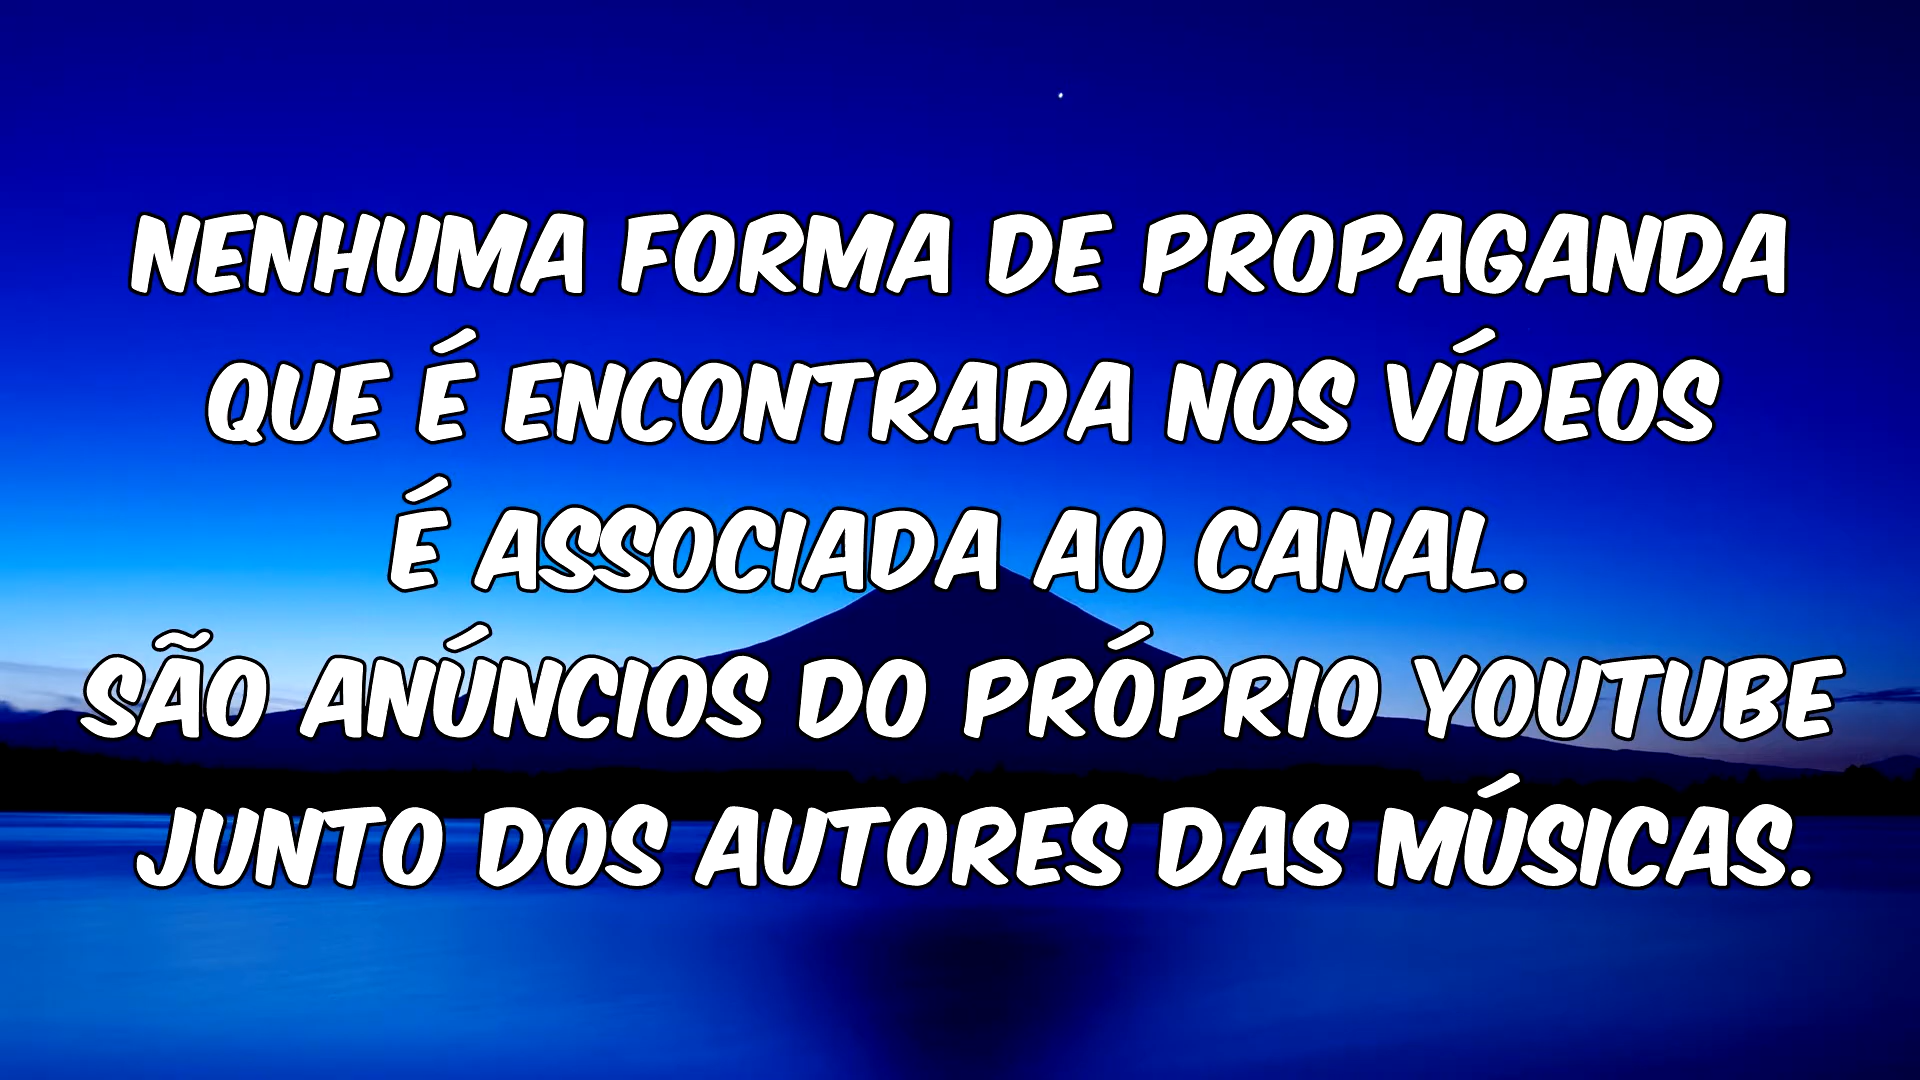 NENHUMA FORMA DE PROPAGANDA
QUE É ENCONTRADA NOS VÍDEOS
É ASSOCIADA AO CANAL.
SÃO ANÚNCIOS DO PRÓPRIO YOUTUBE
JUNTO DOS AUTORES DAS MÚSICAS.